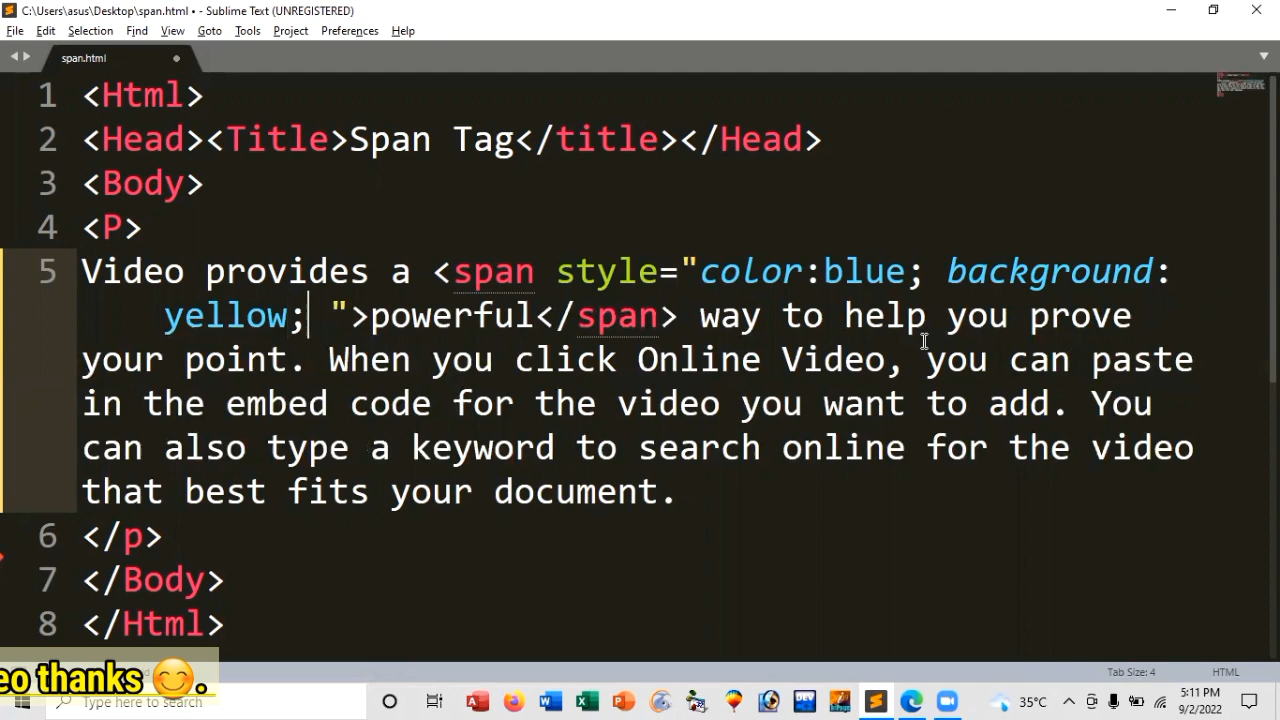 C:\Users\asus\Desktop\span.html • - Sublime Text (UNREGISTERED)
File Edit Selection Find View Goto Tools Project Preferences Help
span.html
1 <Html>
2 <Head><Title>Span Tag</title></Head>
3 <Body>
4 <P>
5 Video provides a <span style="color:blue; background:
yellow; ">powerful</span> way to help you prove
your point. When you click Online Video, you can paste
in the embed code for the video you want to add. You
can also type a keyword to search online for the video
that best fits your document.
6 </p>
7 </Body>
8 </Html>
eo thanks 😊.
Tab Size: 4 HTML
Type here to search
35°C
5:11 PM
9/2/2022